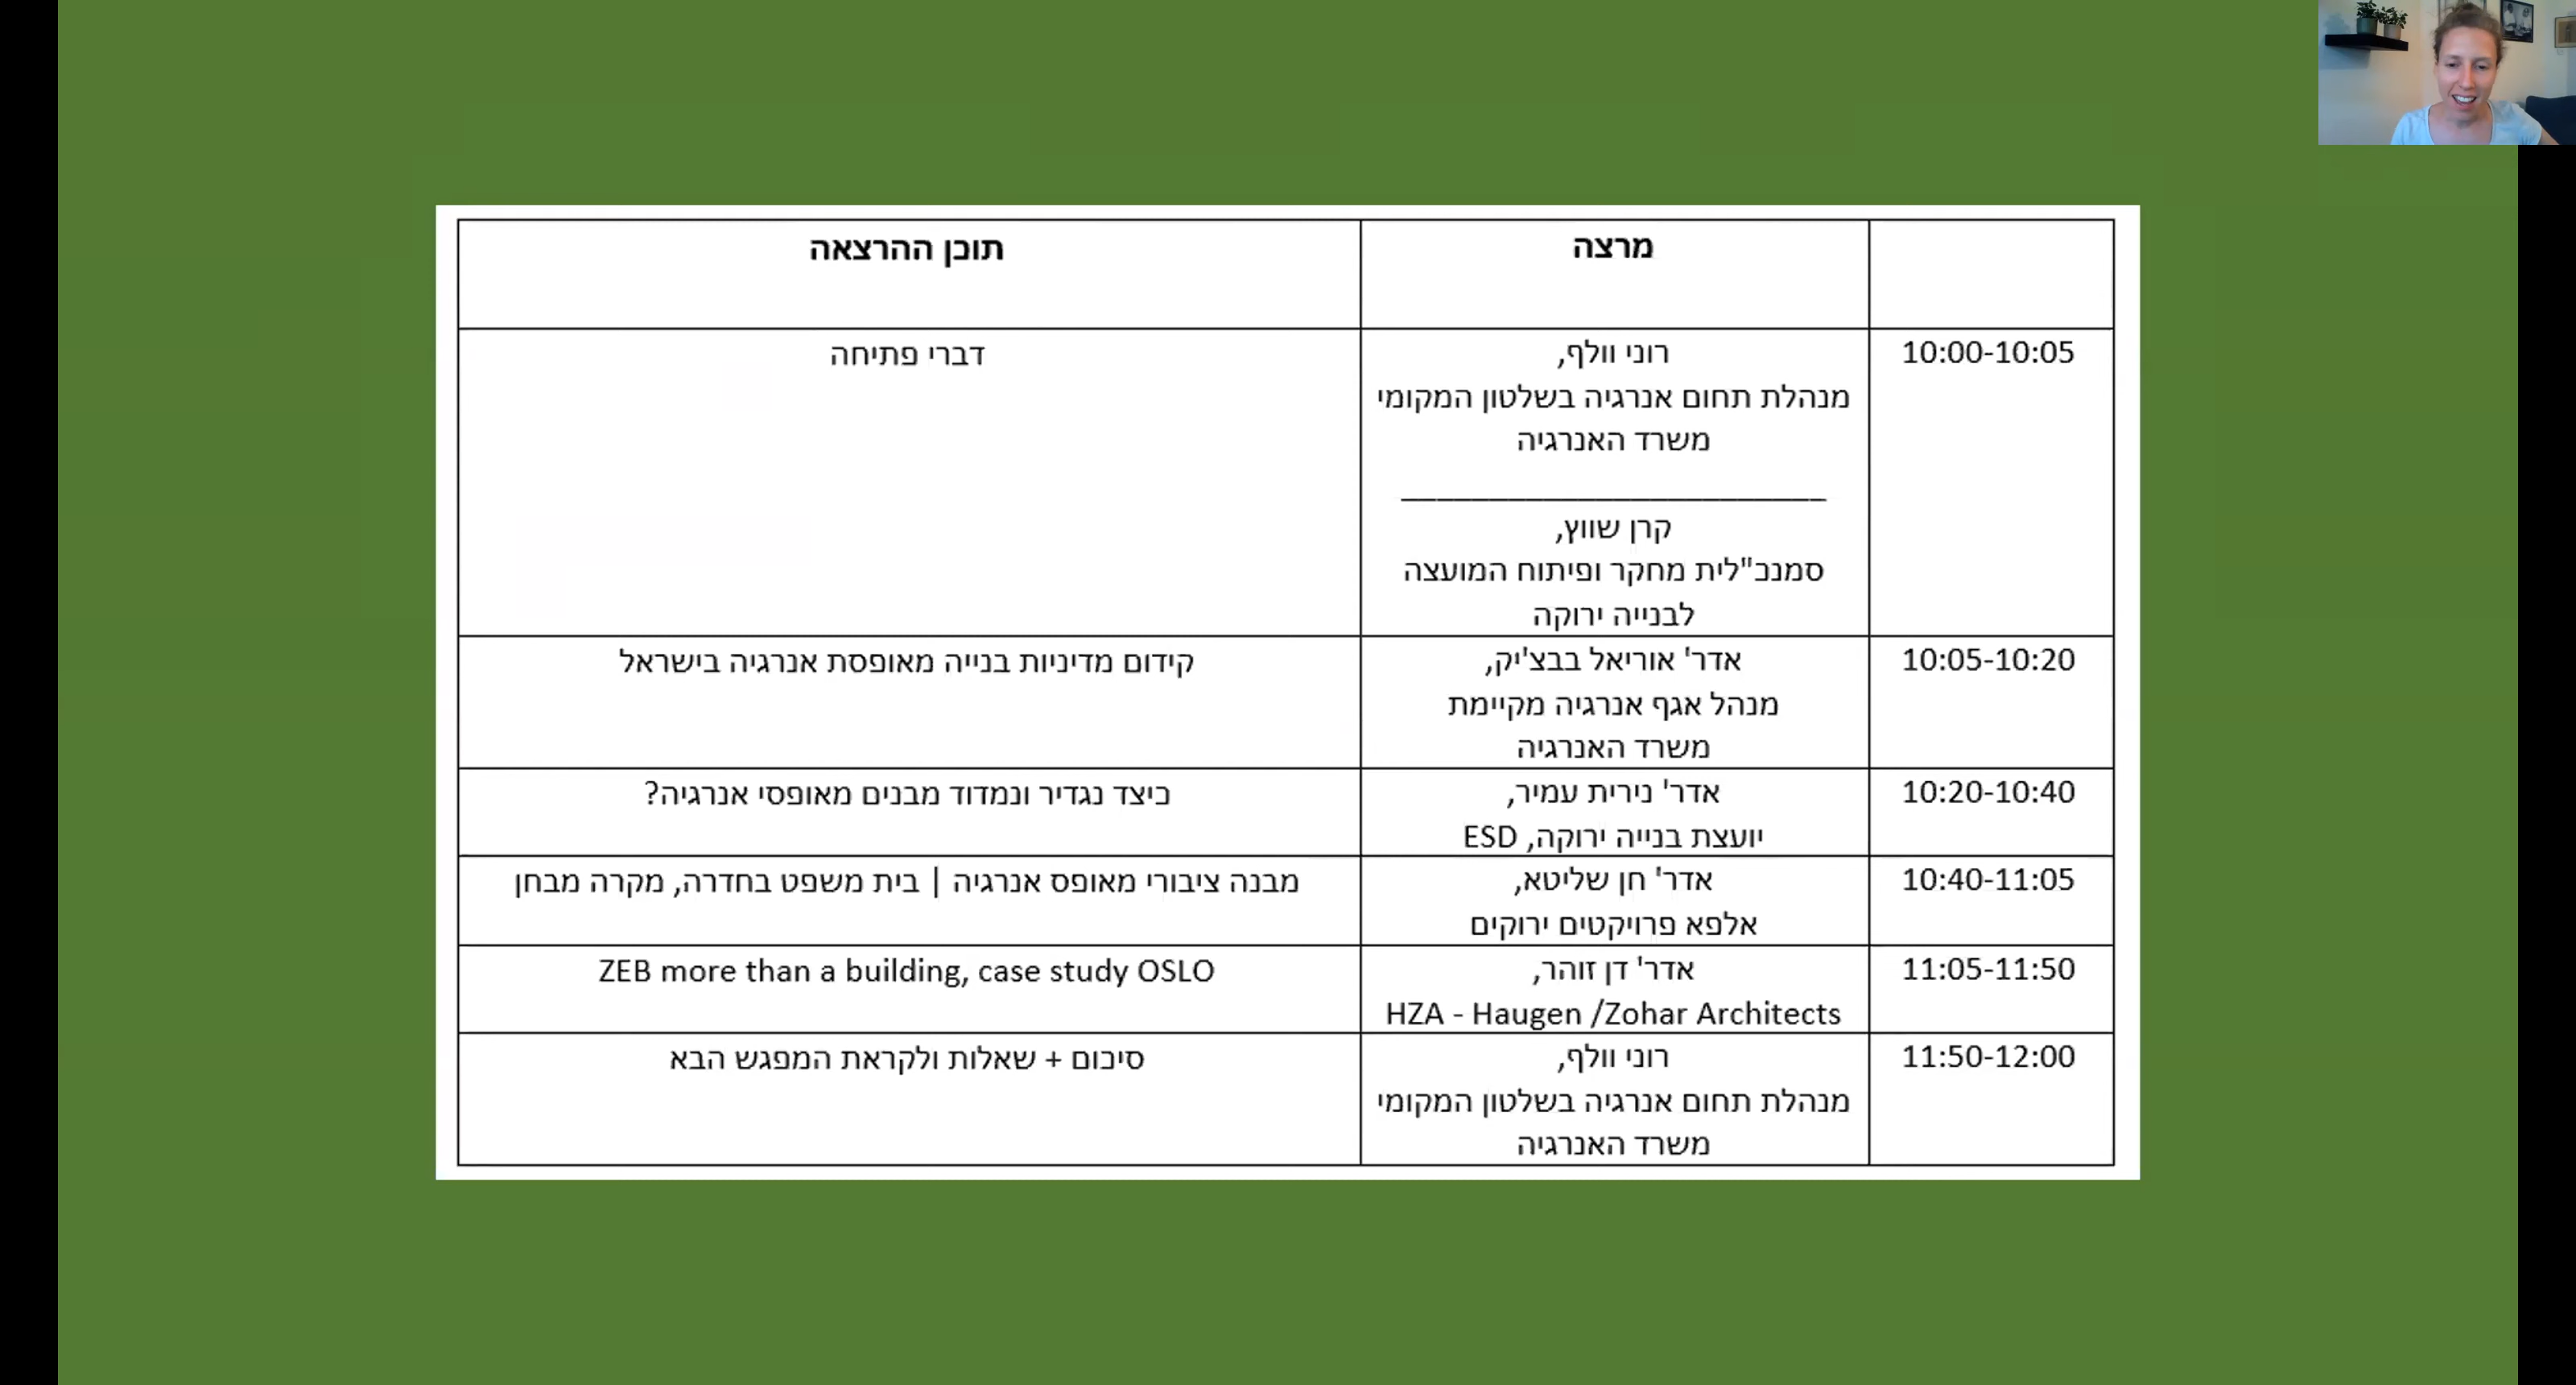 מרצה
תוכן ההרצאה
10:00-10:05
רוני וולף,
מנהלת תחום אנרגיה בשלטון המקומי
משרד האנרגיה
קרן שווץ,
סמנכ"לית מחקר ופיתוח המועצה
לבנייה ירוקה
דברי פתיחה
10:05-10:20
אדר' אוריאל בבצ'יק,
מנהל אגף אנרגיה מקיימת
משרד האנרגיה
קידום מדיניות בנייה מאופסת אנרגיה בישראל
10:20-10:40
אדר' נירית עמיר,
יועצת בנייה ירוקה, ESD
כיצד נגדיר ונמדוד מבנים מאופסי אנרגיה?
10:40-11:05
אדר' חן שליטא,
אלפא פרויקטים ירוקים
מבנה ציבורי מאופס אנרגיה | בית משפט בחדרה, מקרה מבחן
11:05-11:50
אדר' דן זוהר,
HZA - Haugen /Zohar Architects
ZEB more than a building, case study OSLO
11:50-12:00
רוני וולף,
מנהלת תחום אנרגיה בשלטון המקומי
משרד האנרגיה
סיכום + שאלות ולקראת המפגש הבא